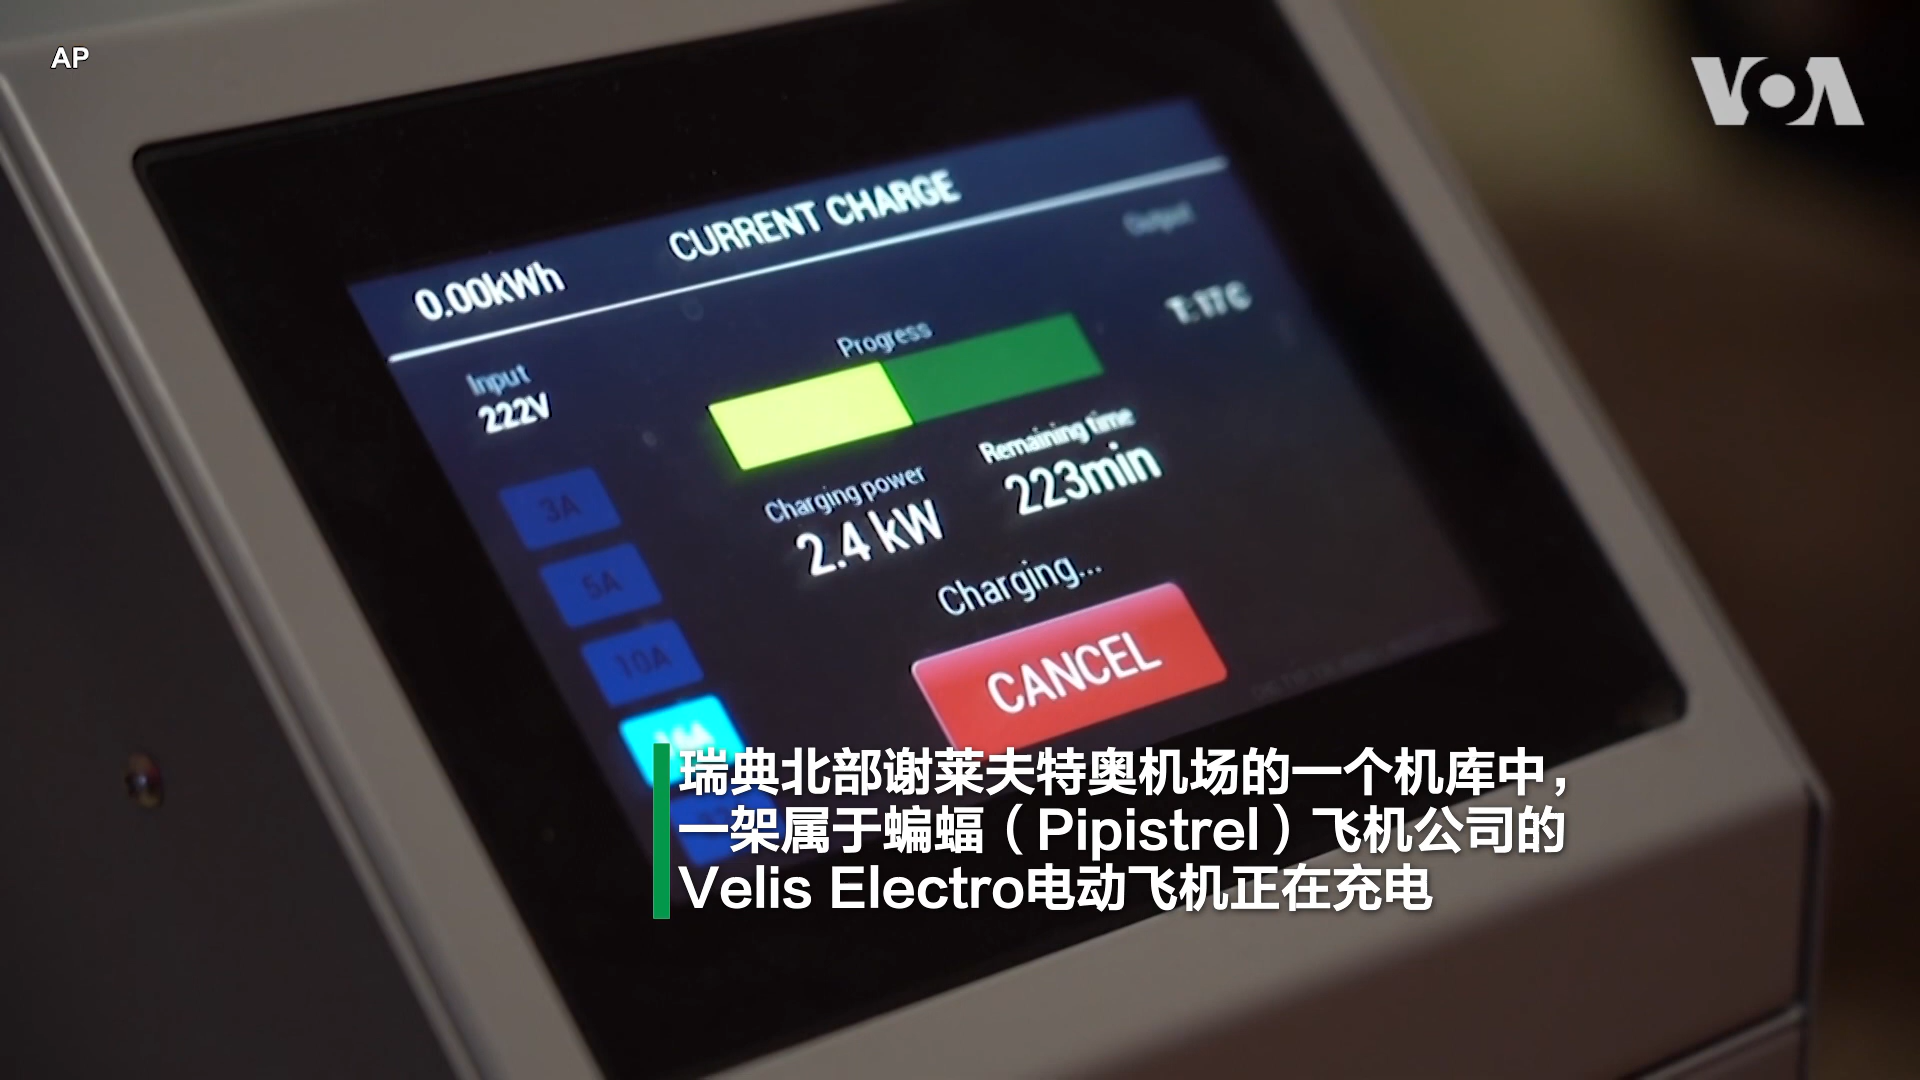 AP
VOA
CURRENT CHARGE
0.00kWh
Output
Input
222V
Progress
T:17C
Charging power
2.4 kW
Remaining time
223min
3A
5A
10A
16A
Charging...
CANCEL
瑞典北部谢莱夫特奥机场的一个机库中，
一架属于蝙蝠（Pipistrel）飞机公司的
Velis Electro电动飞机正在充电